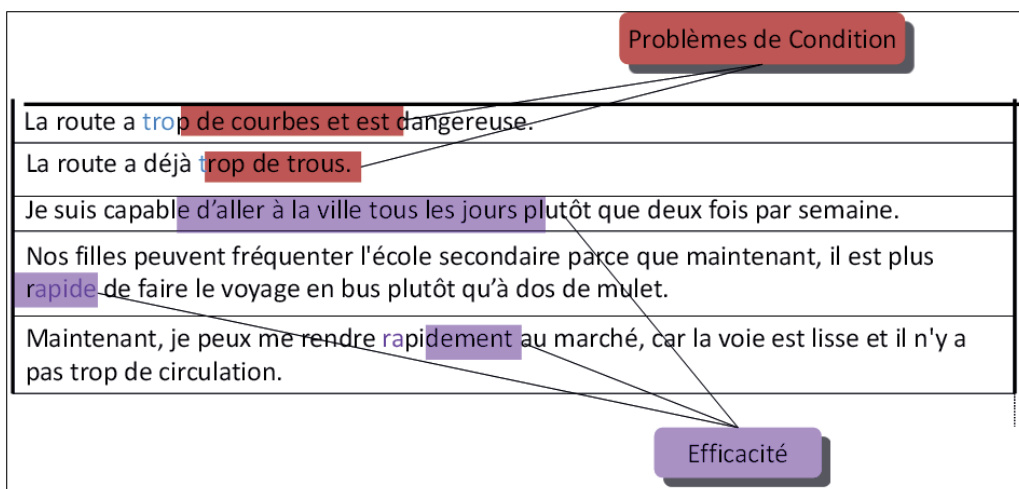 Problèmes de Condition
La route a trop de courbes et est dangereuse.
La route a déjà trop de trous.
Je suis capable d’aller à la ville tous les jours plutôt que deux fois par semaine.
Nos filles peuvent fréquenter l'école secondaire parce que maintenant, il est plus
rapide de faire le voyage en bus plutôt qu’à dos de mulet.
Maintenant, je peux me rendre rapidement au marché, car la voie est lisse et il n'y a
pas trop de circulation.
Efficacité